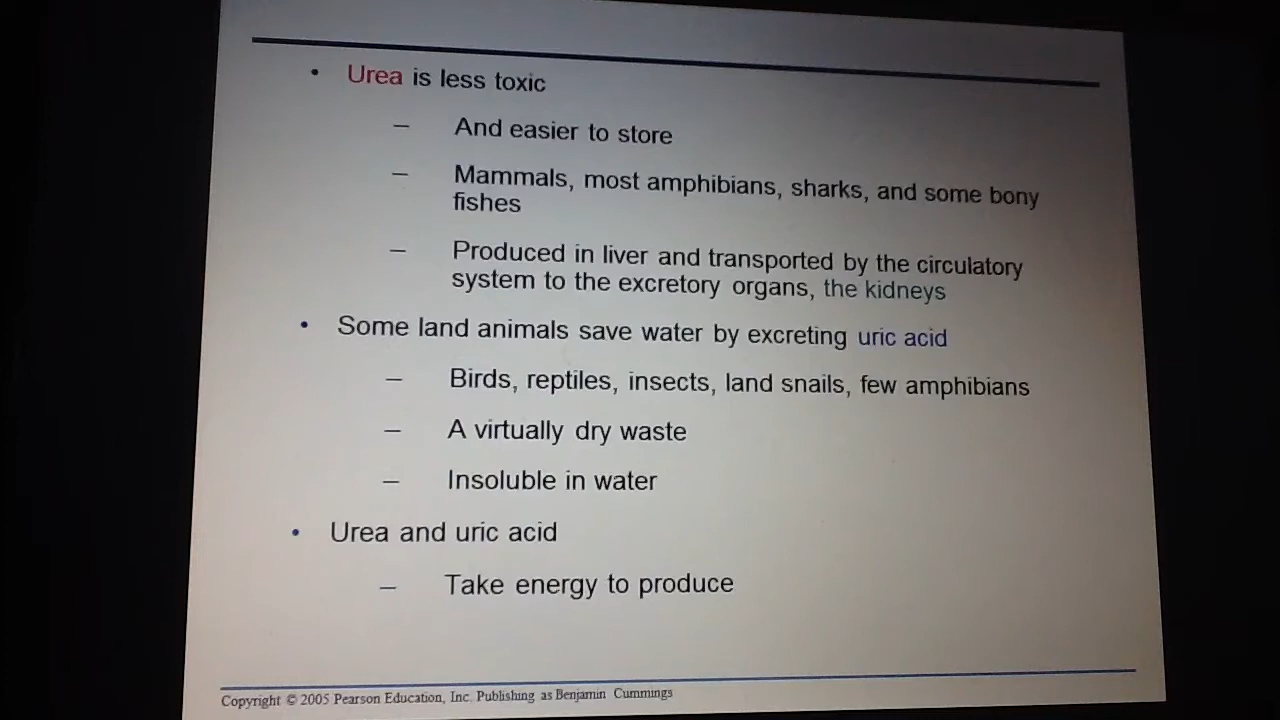 • Urea is less toxic
– And easier to store
– Mammals, most amphibians, sharks, and some bony
fishes
– Produced in liver and transported by the circulatory
system to the excretory organs, the kidneys
• Some land animals save water by excreting uric acid
– Birds, reptiles, insects, land snails, few amphibians
– A virtually dry waste
– Insoluble in water
• Urea and uric acid
– Take energy to produce
Copyright © 2005 Pearson Education, Inc. Publishing as Benjamin Cummings